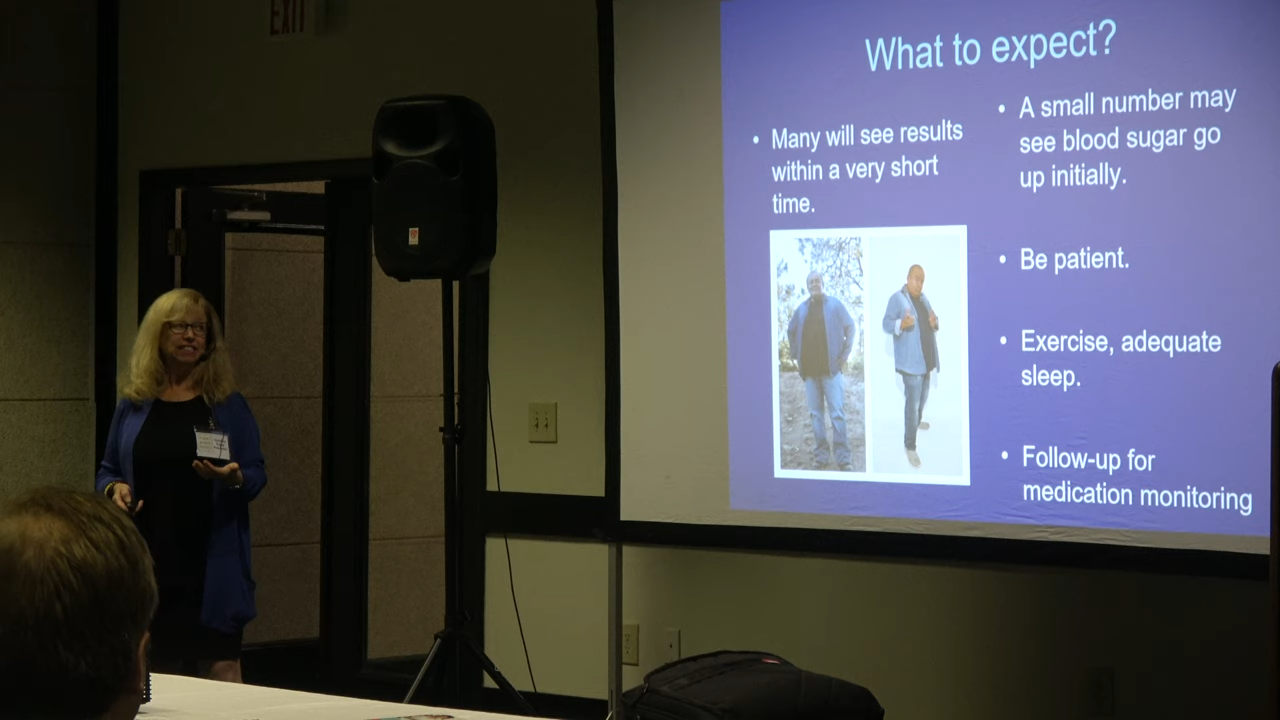 EXIT
What to expect?
• Many will see results
within a very short
time.
• A small number may
see blood sugar go
up initially.
• Be patient.
• Exercise, adequate
sleep.
• Follow-up for
medication monitoring